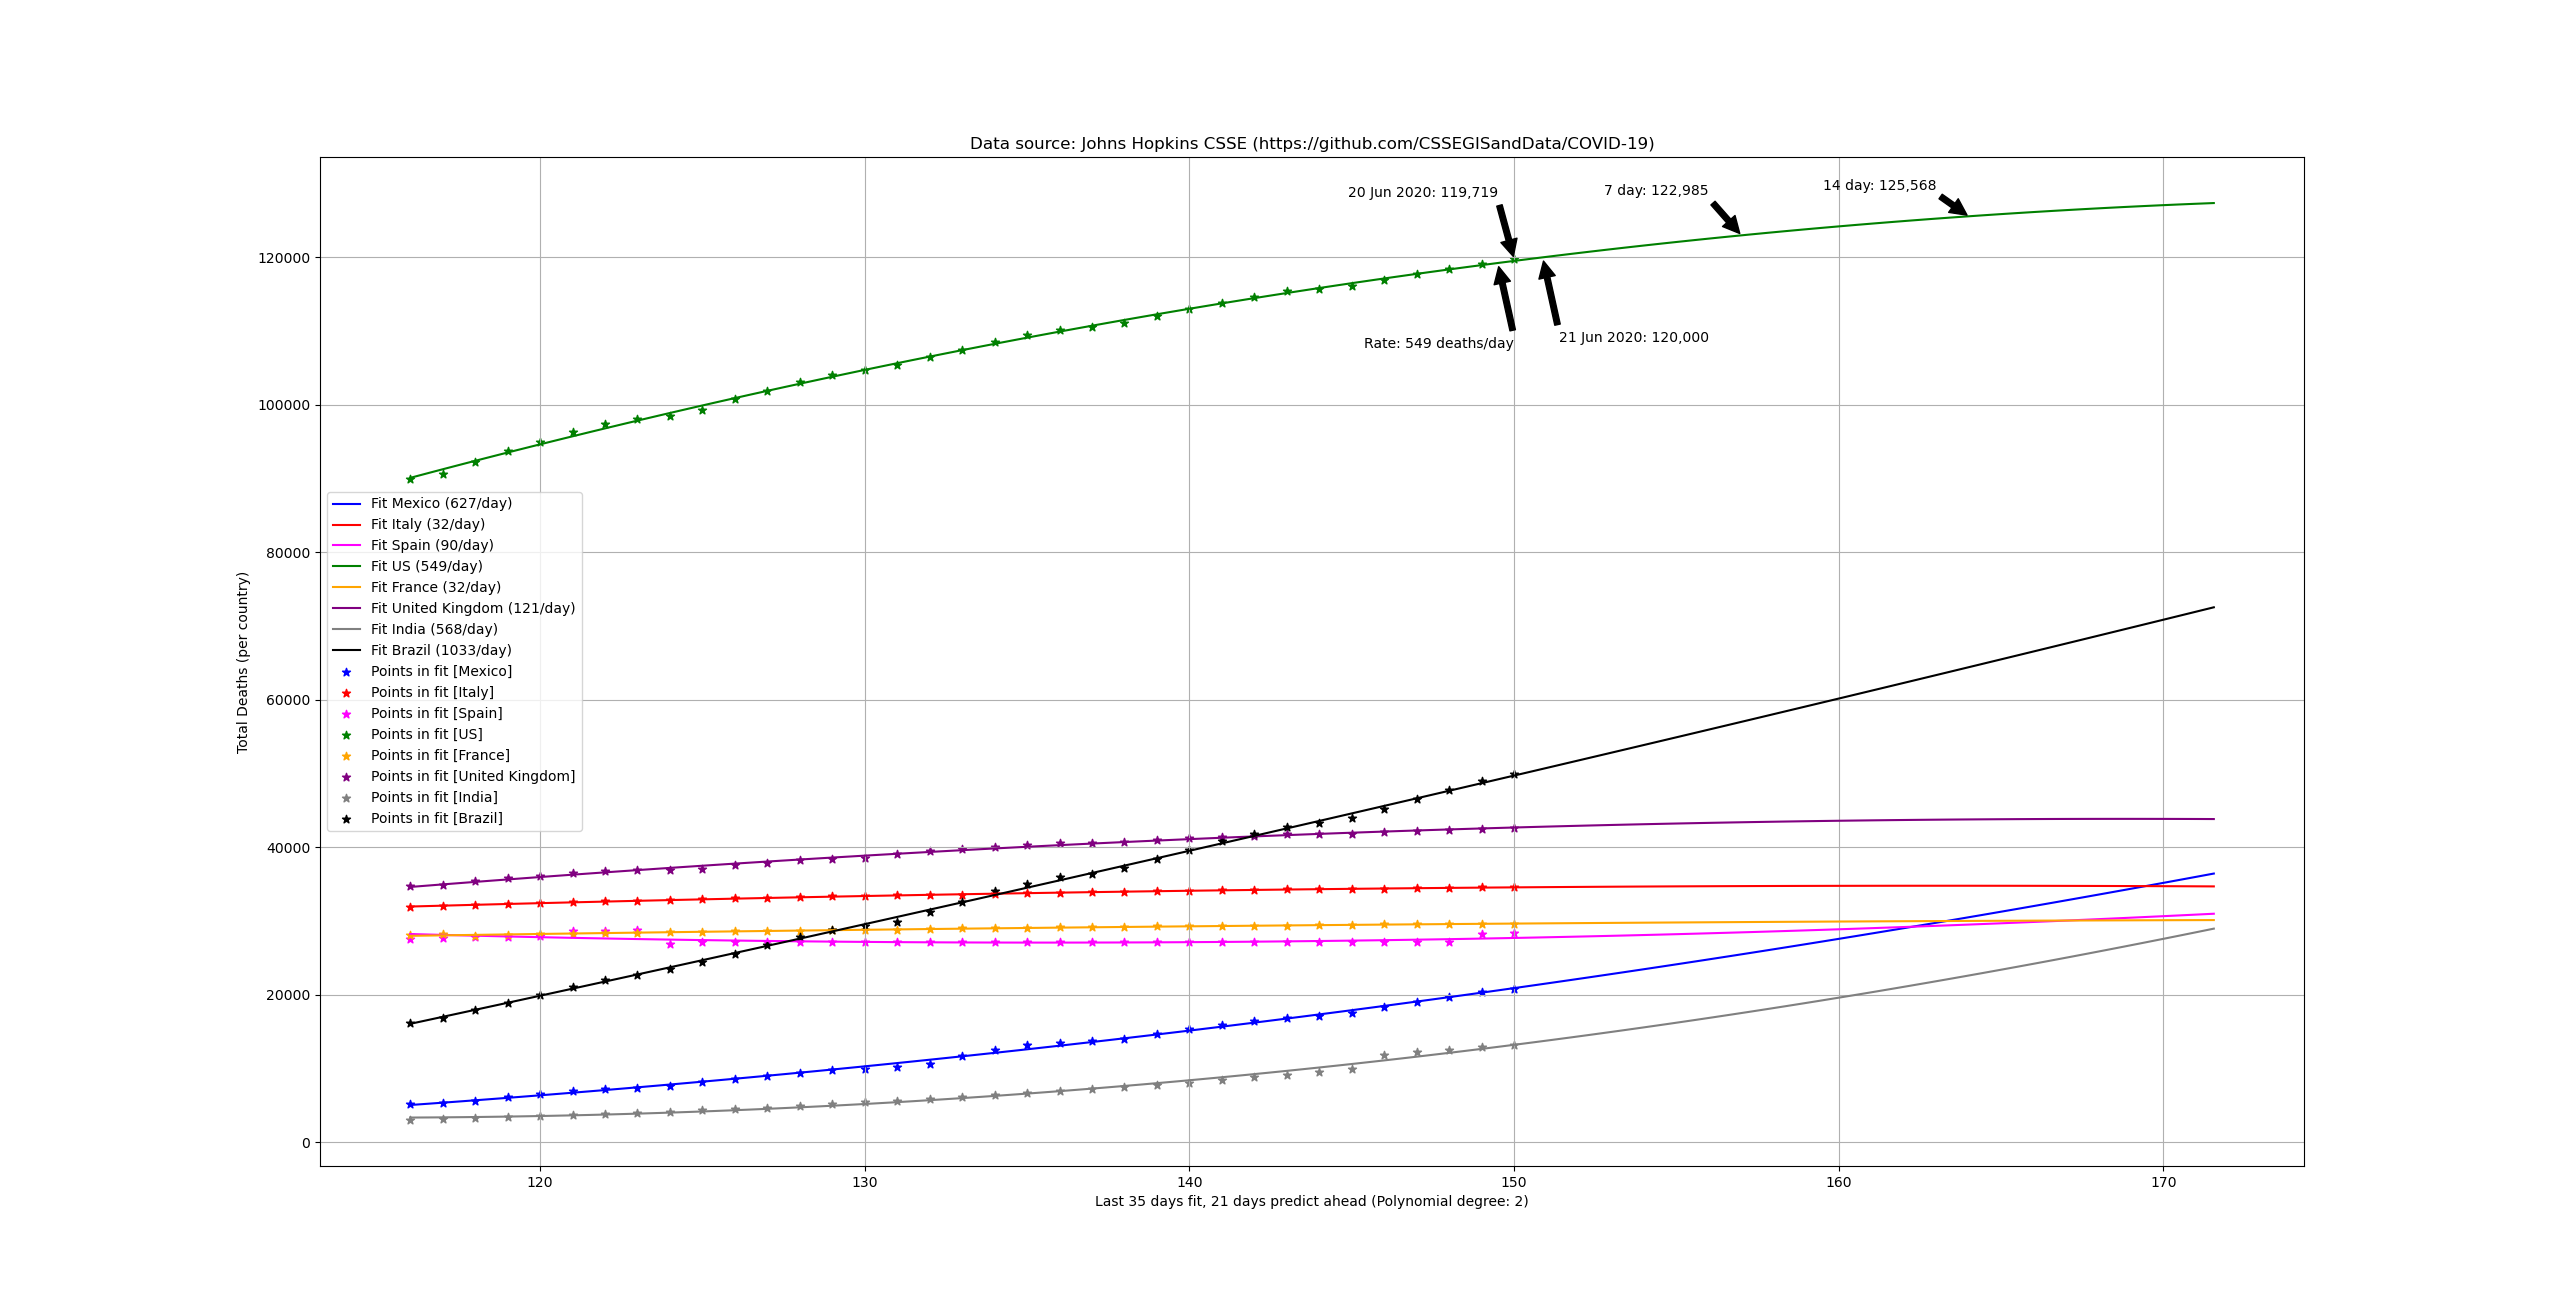 Data source: Johns Hopkins CSSE (https://github.com/CSSEGISandData/COVID-19)
20 Jun 2020: 119,719
7 day: 122,985
14 day: 125,568
Rate: 549 deaths/day
21 Jun 2020: 120,000
Total Deaths (per country)
120000
100000
80000
60000
40000
20000
0
Fit Mexico (627/day)
Fit Italy (32/day)
Fit Spain (90/day)
Fit US (549/day)
Fit France (32/day)
Fit United Kingdom (121/day)
Fit India (568/day)
Fit Brazil (1033/day)
Points in fit [Mexico]
Points in fit [Italy]
Points in fit [Spain]
Points in fit [US]
Points in fit [France]
Points in fit [United Kingdom]
Points in fit [India]
Points in fit [Brazil]
120 130 140 150 160 170
Last 35 days fit, 21 days predict ahead (Polynomial degree: 2)